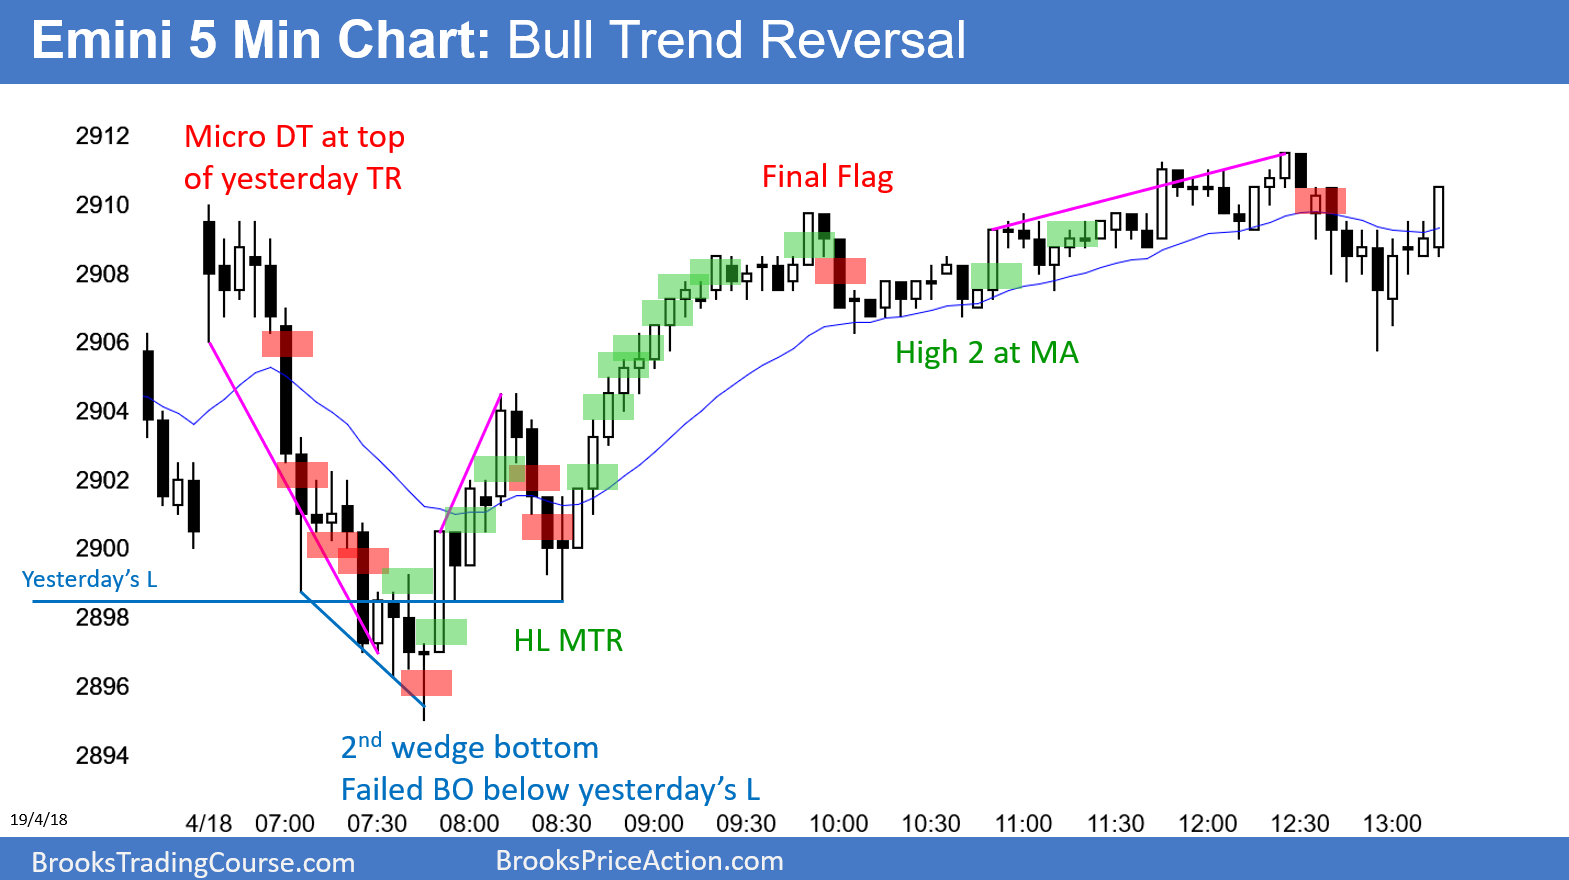 Emini 5 Min Chart: Bull Trend Reversal
2912
2910
2908
2906
2904
2902
2900
2898
2896
2894
Micro DT at top
of yesterday TR
Final Flag
High 2 at MA
Yesterday’s L
HL MTR
2nd wedge bottom
Failed BO below yesterday’s L
19/4/18
4/18 07:00 07:30 08:00 08:30 09:00 09:30 10:00 10:30 11:00 11:30 12:00 12:30 13:00
BrooksTradingCourse.com
BrooksPriceAction.com